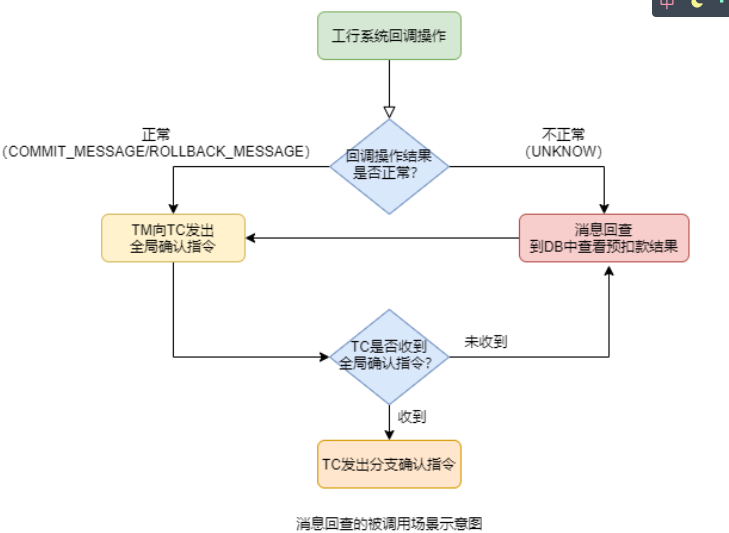 中
工行系统回调操作
正常
（COMMIT_MESSAGE/ROLLBACK_MESSAGE）
不正常
（UNKNOW）
回调操作结果
是否正常？
TM向TC发出
全局确认指令
消息回查
到DB中查看预扣款结果
TC是否收到
全局确认指令？
未收到
收到
TC发出分支确认指令
消息回查的被调用场景示意图